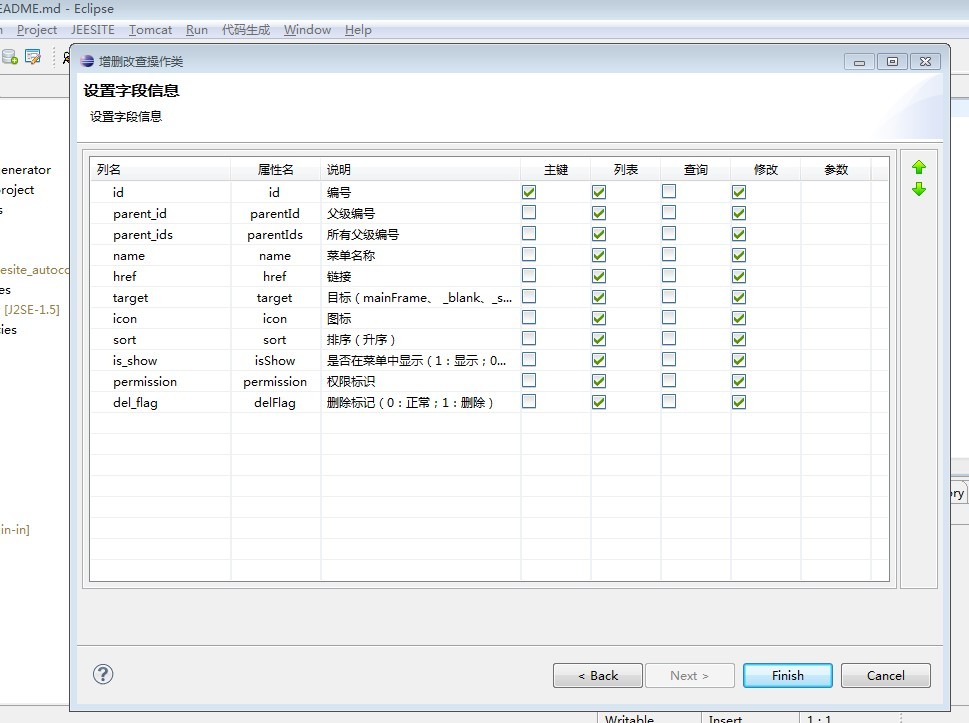 EADME.md - Eclipse
Project JEESITE Tomcat Run 代码生成 Window Help
增删改查操作类
设置字段信息
设置字段信息
列名 属性名 说明 主键 列表 查询 修改 参数
id id 编号
parent_id parentId 父级编号
parent_ids parentIds 所有父级编号
name name 菜单名称
href href 链接
target target 目标（mainFrame、 _blank、_s...
icon icon 图标
sort sort 排序（升序）
is_show isShow 是否在菜单中显示（1：显示；0...
permission permission 权限标识
del_flag delFlag 删除标记（0：正常；1：删除）
enerator
roject
s
esite_autoco
es
[J2SE-1.5]
ies
in-in]
ry
< Back Next > Finish Cancel
Writable Insert 1 : 1